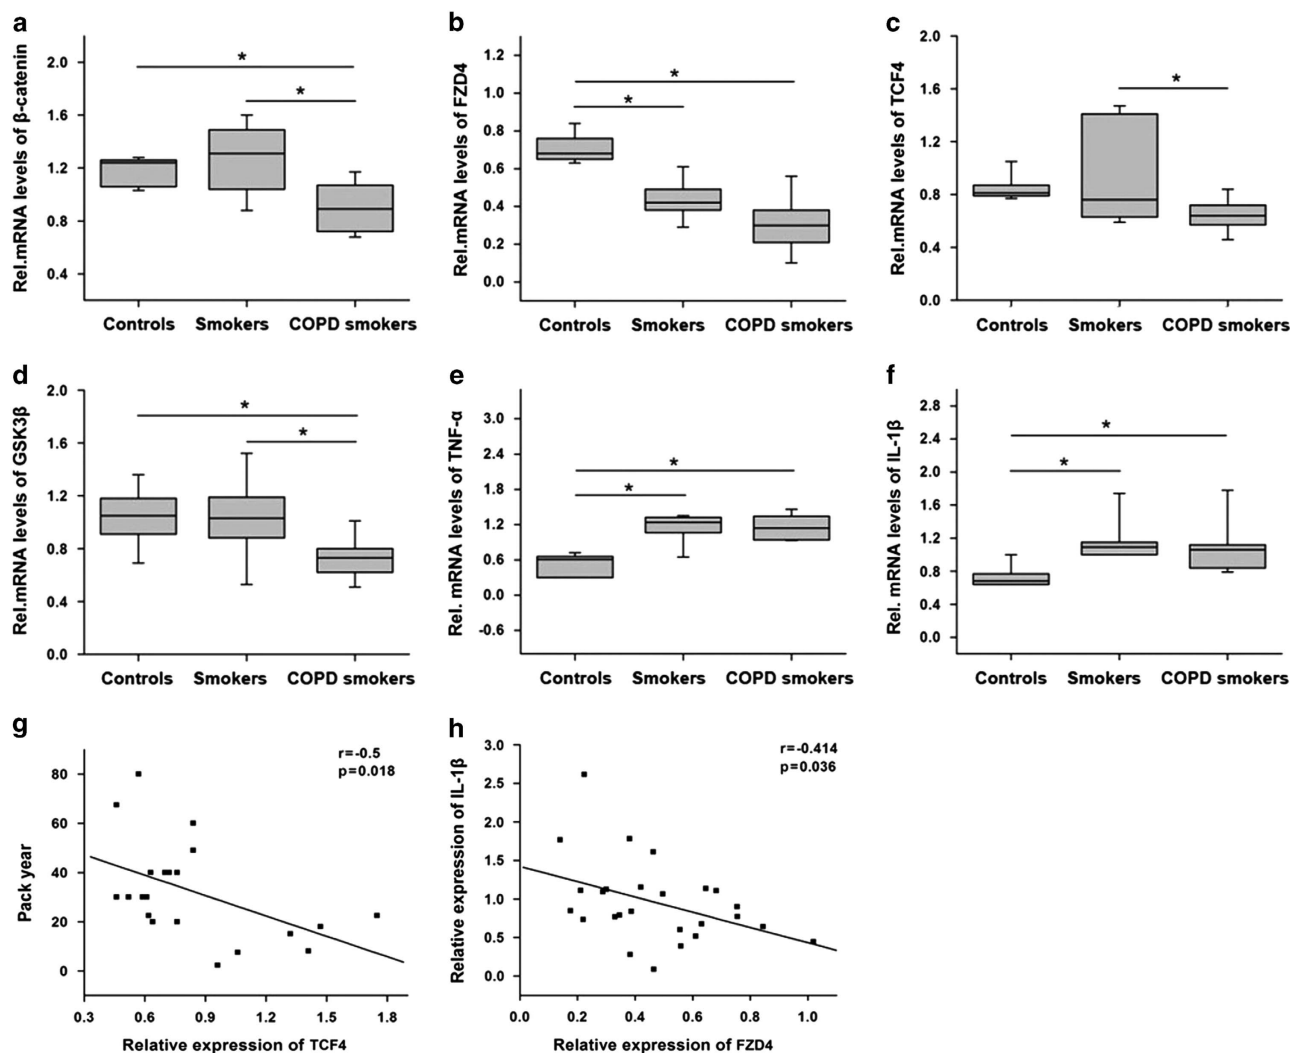 a
Rel.mRNA levels of β-catenin
2.0
1.6
1.2
0.8
0.4
*
*
Controls Smokers COPD smokers
b
Rel.mRNA levels of FZD4
1.2
1.0
0.8
0.6
0.4
0.2
0.0
*
*
Controls Smokers COPD smokers
c
Rel.mRNA levels of TCF4
2.0
1.6
1.2
0.8
0.4
0.0
*
Controls Smokers COPD smokers
d
Rel.mRNA levels of GSK3β
2.0
1.6
1.2
0.8
0.4
0.0
*
*
Controls Smokers COPD smokers
e
Rel. mRNA levels of TNF-α
3.0
2.4
1.8
1.2
0.6
0.0
-0.6
*
*
Controls Smokers COPD smokers
f
Rel. mRNA levels of IL-1β
2.8
2.4
2.0
1.6
1.2
0.8
0.4
0.0
*
*
Controls Smokers COPD smokers
g
Pack year
80
60
40
20
0
r=-0.5
p=0.018
0.3 0.6 0.9 1.2 1.5 1.8
Relative expression of TCF4
h
Relative expression of IL-1β
3.0
2.5
2.0
1.5
1.0
0.5
0.0
r=-0.414
p=0.036
0.0 0.2 0.4 0.6 0.8 1.0
Relative expression of FZD4